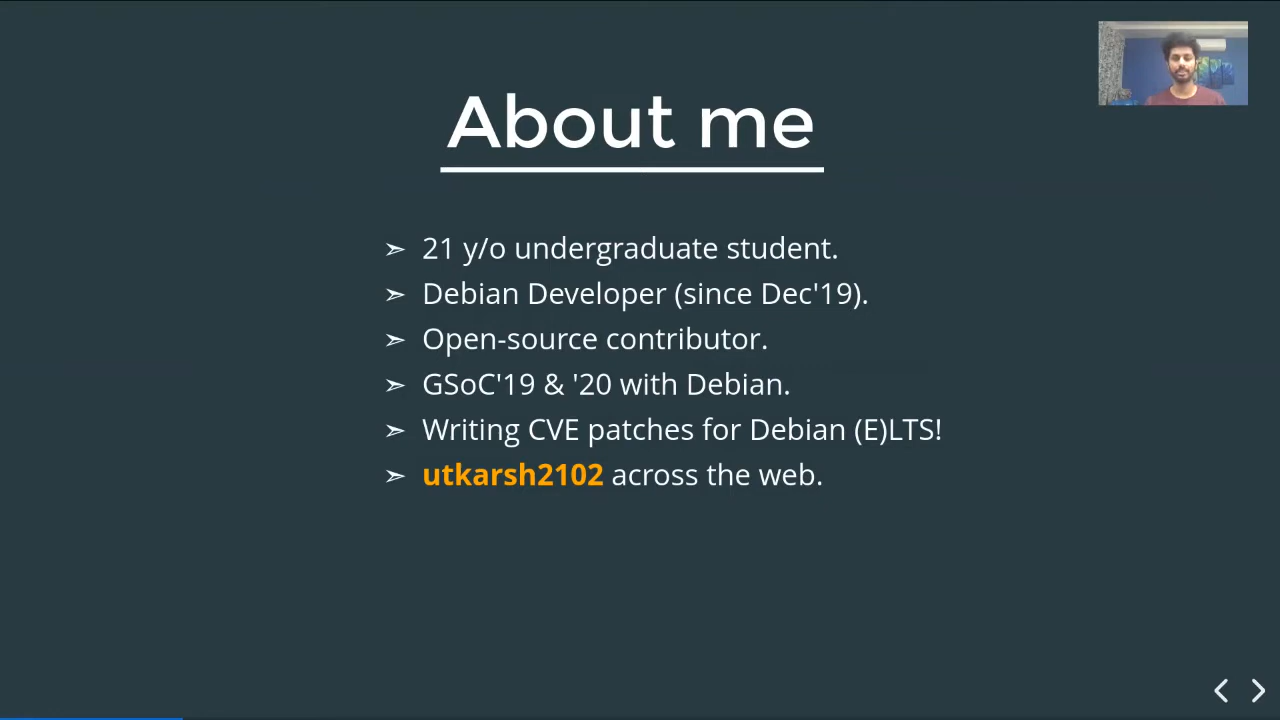 About me
➣ 21 y/o undergraduate student.
➣ Debian Developer (since Dec'19).
➣ Open-source contributor.
➣ GSoC'19 & '20 with Debian.
➣ Writing CVE patches for Debian (E)LTS!
➣ utkarsh2102 across the web.